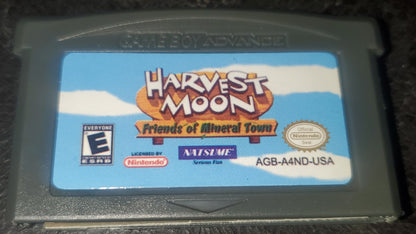 GAME BOY ADVANCE
HARVEST
MOON
Friends of Mineral Town
EVERYONE
E
ESRB
LICENSED BY
Nintendo
NATSUME
Serious Fun
Official
Nintendo
Seal
AGB-A4ND-USA